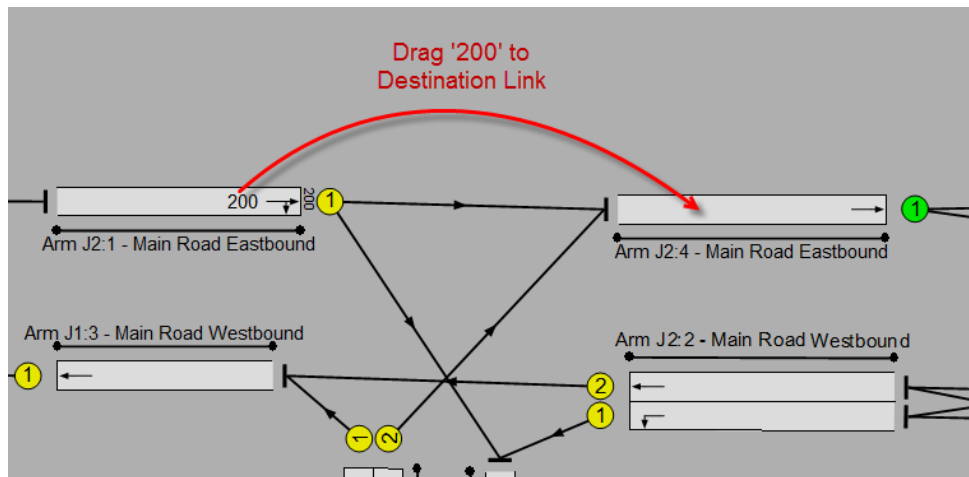 Drag '200' to
Destination Link
200
200
1
1
Arm J2:1 - Main Road Eastbound
Arm J2:4 - Main Road Eastbound
Arm J1:3 - Main Road Westbound
Arm J2:2 - Main Road Westbound
1
2
1
1
2